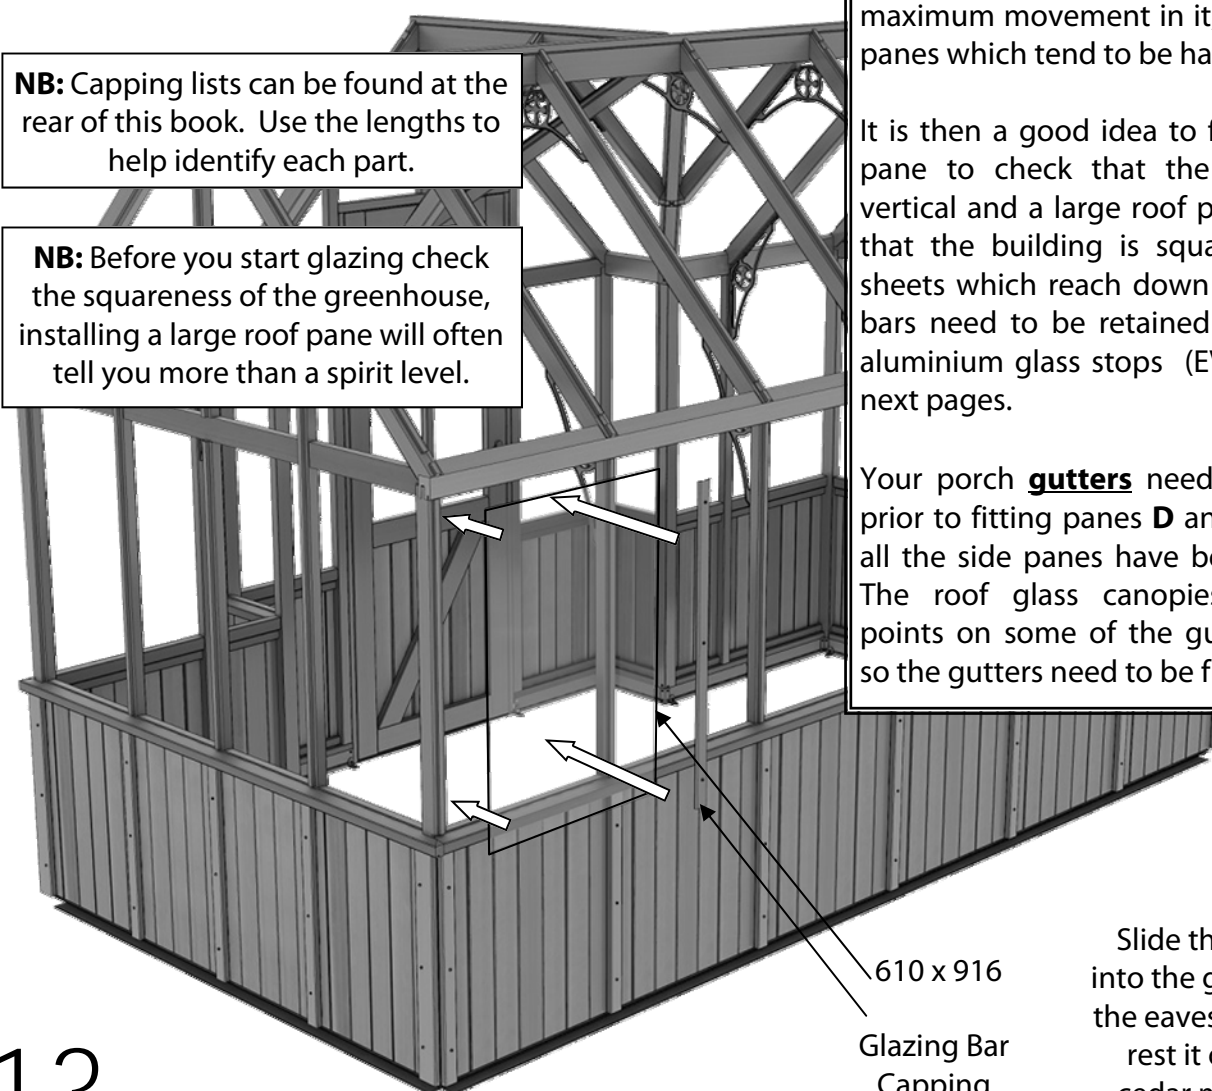 NB: Capping lists can be found at the
rear of this book. Use the lengths to
help identify each part.
NB: Before you start glazing check
the squareness of the greenhouse,
installing a large roof pane will often
tell you more than a spirit level.
maximum movement in it
panes which tend to be ha
It is then a good idea to f
pane to check that the
vertical and a large roof p
that the building is squa
sheets which reach down
bars need to be retained
aluminium glass stops (EV
next pages.
Your porch gutters need
prior to fitting panes D an
all the side panes have be
The roof glass canopies
points on some of the gu
so the gutters need to be f
610 x 916
Glazing Bar
Capping
Slide th
into the g
the eaves
rest it
cedar
12